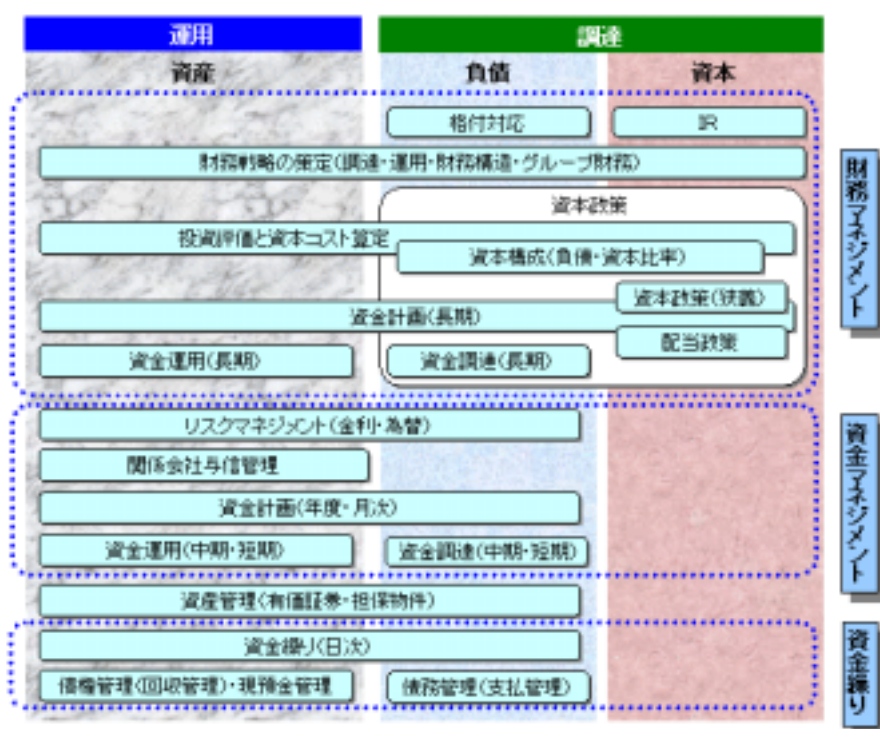 運用
調達
資産
負債
資本
格付対応
IR
財務戦略の策定(調達・運用・財務構造・グループ財務)
資本政策
投資評価と資本コスト算定
資本構成(負債・資本比率)
資本政策(狭義)
資金計画(長期)
配当政策
資金運用(長期)
資金調達(長期)
財務マネジメント
リスクマネジメント(金利・為替)
関係会社与信管理
資金計画(年度・月次)
資金運用(中期・短期)
資金調達(中期・短期)
資金マネジメント
資産管理(有価証券・担保物件)
資金繰り(日次)
債権管理(回収管理)・現預金管理
債務管理(支払管理)
資金繰り